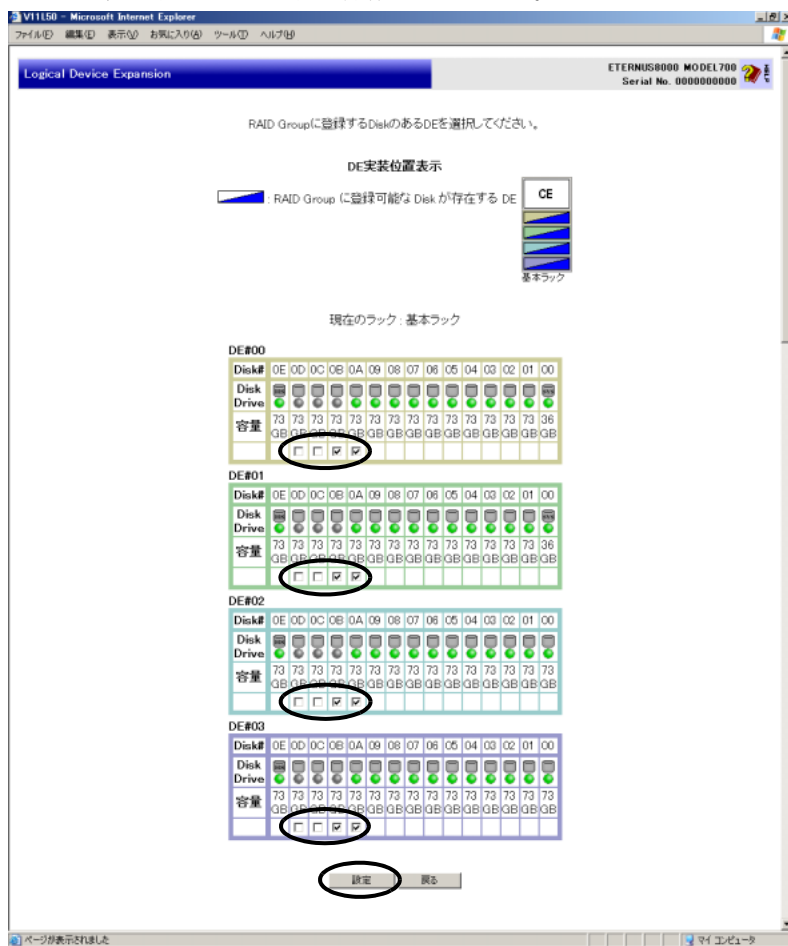 V11L50 - Microsoft Internet Explorer
ファイル(F) 編集(E) 表示(V) お気に入り(A) ツール(T) ヘルプ(H)
Logical Device Expansion
ETERNUS8000 MODEL700
Serial No. 0000000000
HELP
RAID Groupに登録するDiskのあるDEを選択してください。
DE実装位置表示
: RAID Group に登録可能な Disk が存在する DE
CE
基本ラック
現在のラック : 基本ラック
DE#00
Disk# 0E 0D 0C 0B 0A 09 08 07 06 05 04 03 02 01 00
Disk
Drive
容量 73 73 73 73 73 73 73 73 73 73 73 73 73 73 36
GB GB GB GB GB GB GB GB GB GB GB GB GB GB GB
DE#01
Disk# 0E 0D 0C 0B 0A 09 08 07 06 05 04 03 02 01 00
Disk
Drive
容量 73 73 73 73 73 73 73 73 73 73 73 73 73 73 36
GB GB GB GB GB GB GB GB GB GB GB GB GB GB GB
DE#02
Disk# 0E 0D 0C 0B 0A 09 08 07 06 05 04 03 02 01 00
Disk
Drive
容量 73 73 73 73 73 73 73 73 73 73 73 73 73 73 73
GB GB GB GB GB GB GB GB GB GB GB GB GB GB GB
DE#03
Disk# 0E 0D 0C 0B 0A 09 08 07 06 05 04 03 02 01 00
Disk
Drive
容量 73 73 73 73 73 73 73 73 73 73 73 73 73 73 73
GB GB GB GB GB GB GB GB GB GB GB GB GB GB GB
設定 戻る
ページが表示されました マイ コンピュータ